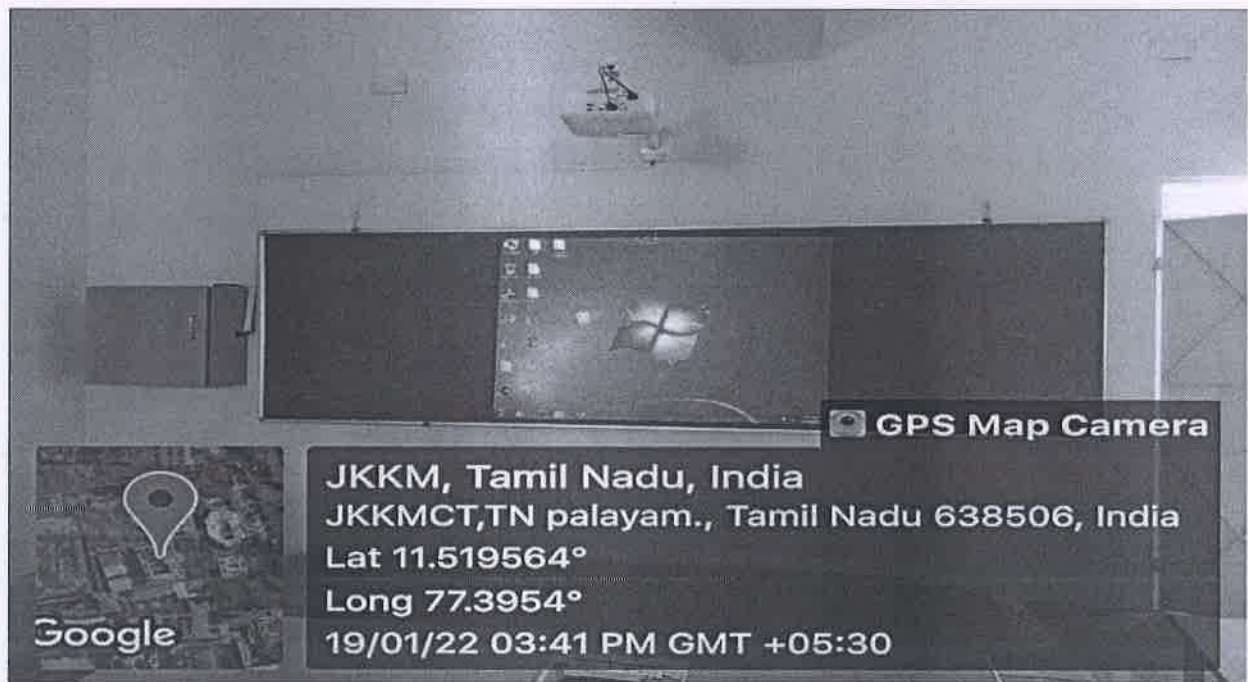 GPS Map Camera
JKKM, Tamil Nadu, India
JKKMCT,TN palayam., Tamil Nadu 638506, India
Lat 11.519564°
Long 77.3954°
19/01/22 03:41 PM GMT +05:30
Google